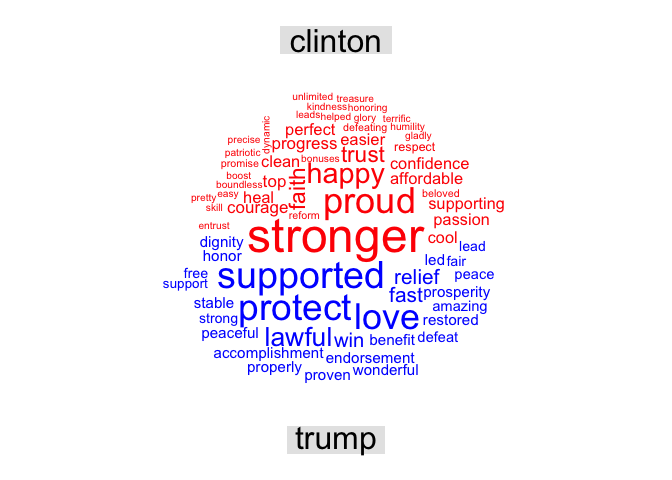 clinton
unlimited treasure
kindness honoring
leads helped glory terrific
dynamic perfect defeating humility
precise progress easier gladly
patriotic clean bonuses trust respect
promise top faith happy confidence
boost affordable
boundless
pretty easy heal proud beloved
skill courage reform supporting
entrust passion
stronger cool
dignity lead
honor led fair
free supported relief peace
support fast prosperity
stable protect love amazing
strong restored
peaceful lawful win benefit defeat
accomplishment endorsement
properly proven wonderful
trump